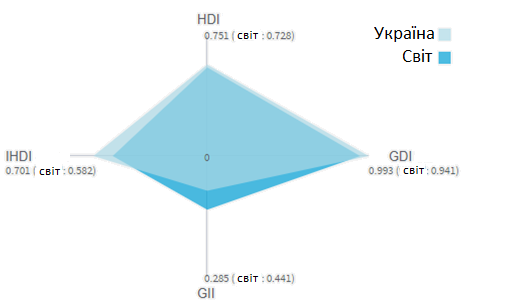 HDI
0.751 ( світ : 0.728)
Україна
Світ
IHDI
0.701 ( світ : 0.582)
0
GDI
0.993 (світ : 0.941)
0.285 (світ : 0.441)
GII